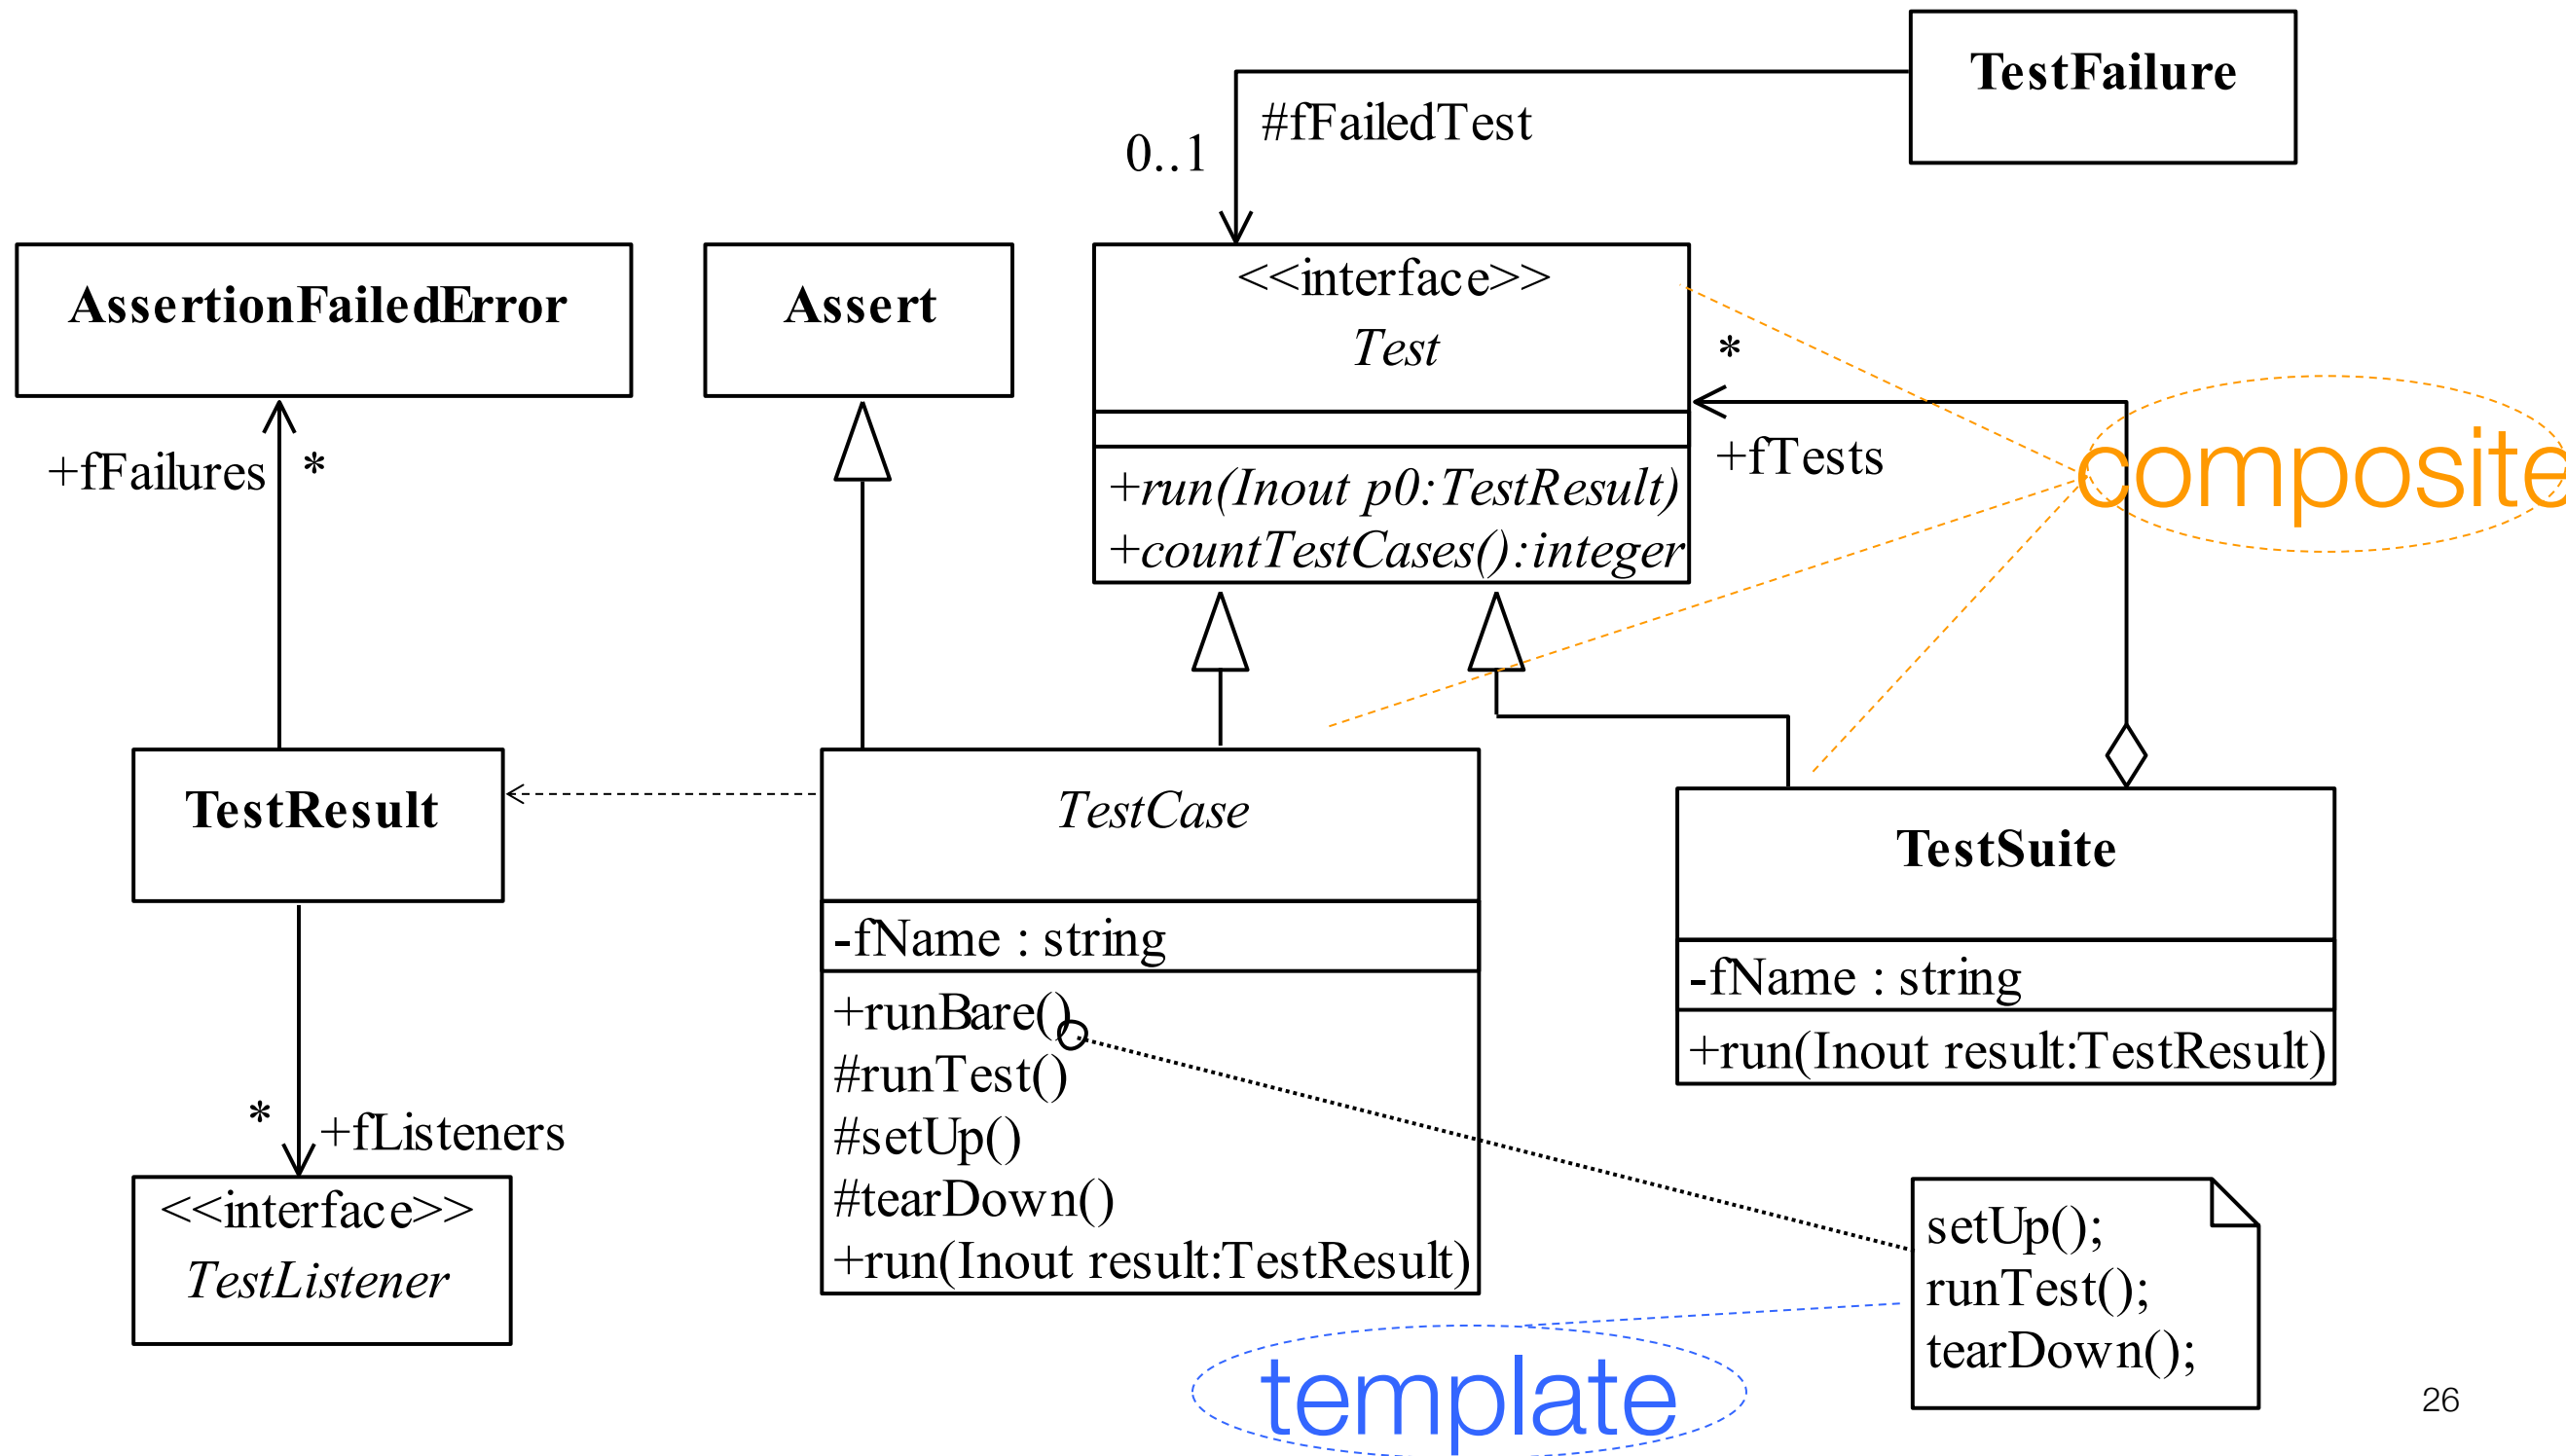 TestFailure
#fFailedTest
0..1
AssertionFailedError
Assert
<<interface>>
Test
+run(Inout p0:TestResult)
+countTestCases():integer
*
+fTests
composite
+fFailures
*
TestResult
TestCase
-fName : string
+runBare()
#runTest()
#setUp()
#tearDown()
+run(Inout result:TestResult)
TestSuite
-fName : string
+run(Inout result:TestResult)
*
+fListeners
<<interface>>
TestListener
setUp();
runTest();
tearDown();
template
26